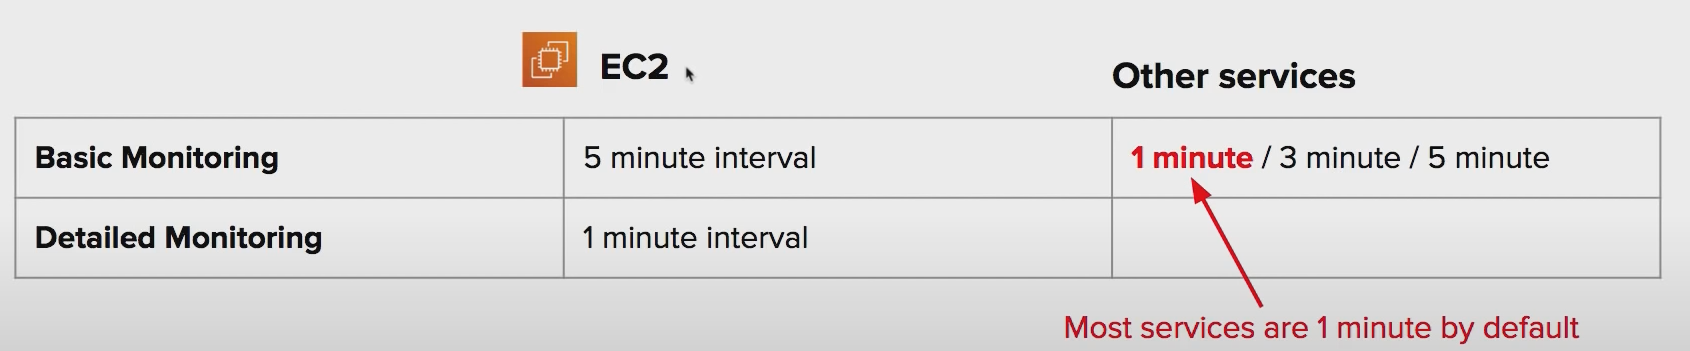 EC2
Other services
Basic Monitoring
5 minute interval
1 minute / 3 minute / 5 minute
Detailed Monitoring
1 minute interval
Most services are 1 minute by default